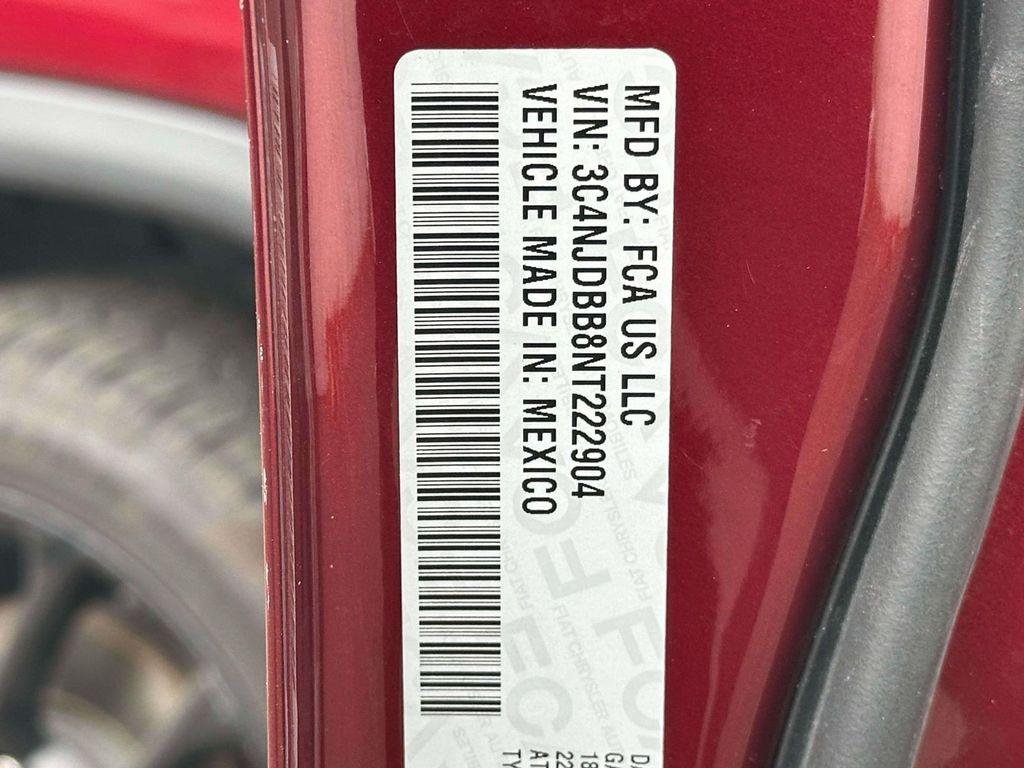 MFD BY: FCA US LLC
VIN: 3C4NJDBB8NT222904
VEHICLE MADE IN: MEXICO